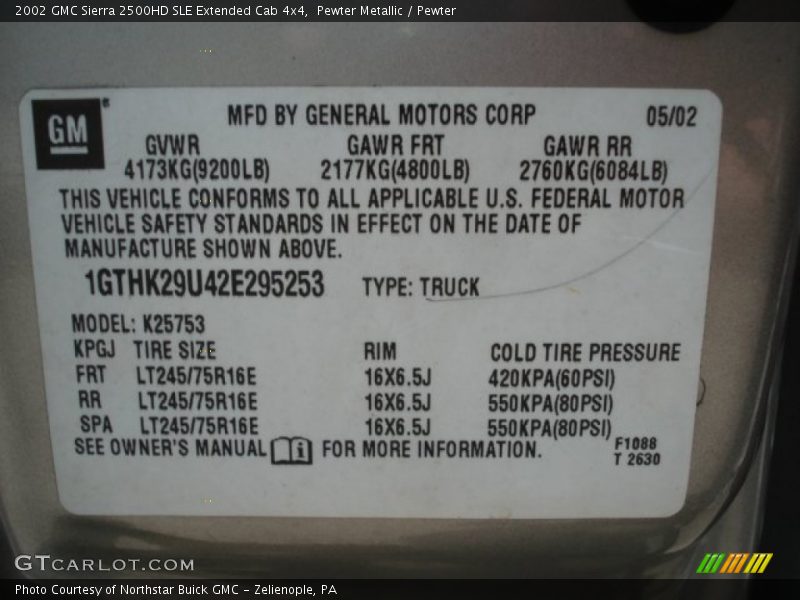 2002 GMC Sierra 2500HD SLE Extended Cab 4x4, Pewter Metallic / Pewter
GM®
MFD BY GENERAL MOTORS CORP 05/02
GVWR GAWR FRT GAWR RR
4173KG(9200LB) 2177KG(4800LB) 2760KG(6084LB)
THIS VEHICLE CONFORMS TO ALL APPLICABLE U.S. FEDERAL MOTOR
VEHICLE SAFETY STANDARDS IN EFFECT ON THE DATE OF
MANUFACTURE SHOWN ABOVE.
1GTHK29U42E295253 TYPE: TRUCK
MODEL: K25753
KPGJ TIRE SIZE RIM COLD TIRE PRESSURE
FRT LT245/75R16E 16X6.5J 420KPA(60PSI)
RR LT245/75R16E 16X6.5J 550KPA(80PSI)
SPA LT245/75R16E 16X6.5J 550KPA(80PSI)
SEE OWNER'S MANUAL i FOR MORE INFORMATION. F1088
T 2630
GTCARLOT.COM
Photo Courtesy of Northstar Buick GMC - Zelienople, PA